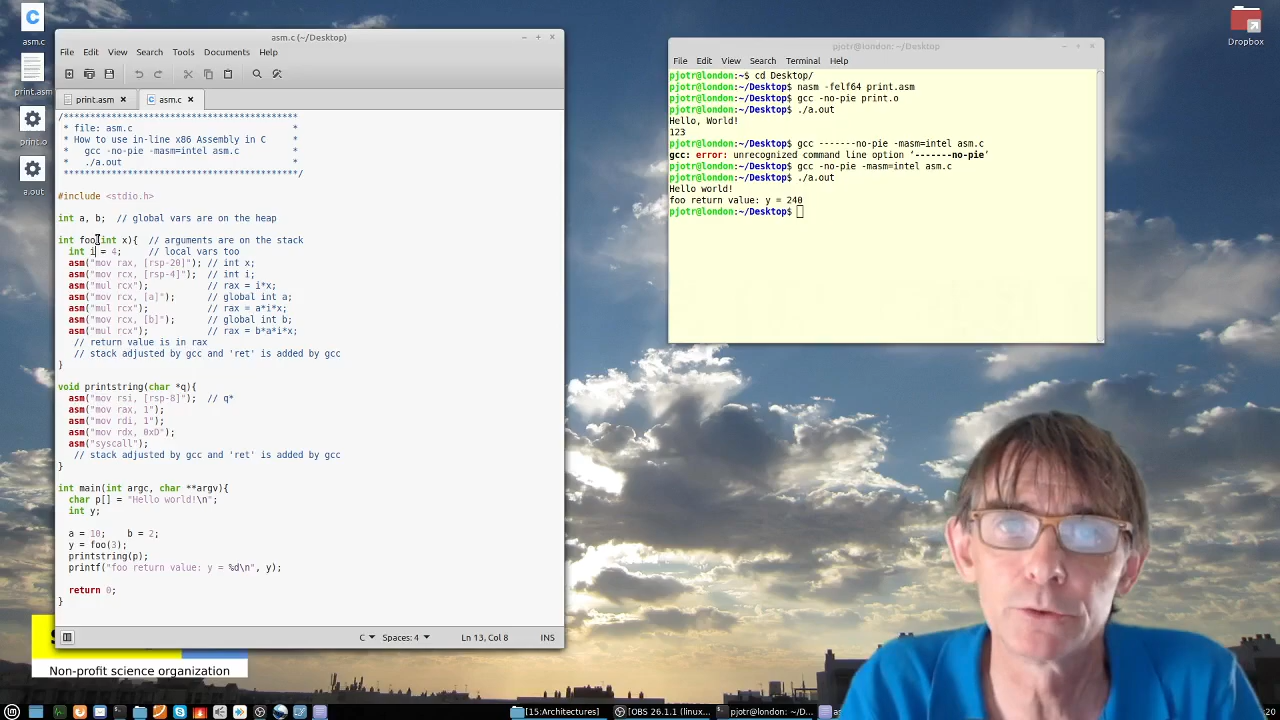 asm.c
print.asm
print.o
a.out
Dropbox
asm.c (~/Desktop)
File Edit View Search Tools Documents Help
print.asm asm.c
/*******************************************
 * file: asm.c                             *
 * How to use in-line x86 Assembly in C    *
 *   gcc -no-pie -masm=intel asm.c         *
 *   ./a.out                               *
 *******************************************/
#include <stdio.h>
int a, b;  // global vars are on the heap
int foo(int x){  // arguments are on the stack
  int i = 4;     // local vars too
  asm("mov rax, [rsp-20]"); // int x;
  asm("mov rcx, [rsp-4]");  // int i;
  asm("mul rcx");           // rax = i*x;
  asm("mov rcx, [a]");      // global int a;
  asm("mul rcx");           // rax = a*i*x;
  asm("mov rcx, [b]");      // global int b;
  asm("mul rcx");           // rax = b*a*i*x;
   // return value is in rax
   // stack adjusted by gcc and 'ret' is added by gcc
}
void printstring(char *q){
  asm("mov rsi, [rsp-8]");  // q*
  asm("mov rax, 1");
  asm("mov rdi, 1");
  asm("mov rdx, 0xD");
  asm("syscall");
   // stack adjusted by gcc and 'ret' is added by gcc
}
int main(int argc, char **argv){
  char p[] = "Hello world!\n";
  int y;
  a = 10;    b = 2;
  y = foo(3);
  printstring(p);
  printf("foo return value: y = %d\n", y);
  return 0;
}
C Spaces: 4 Ln 13, Col 8 INS
pjotr@london: ~/Desktop
File Edit View Search Terminal Help
pjotr@london:~$ cd Desktop/
pjotr@london:~/Desktop$ nasm -felf64 print.asm
pjotr@london:~/Desktop$ gcc -no-pie print.o
pjotr@london:~/Desktop$ ./a.out
Hello, World!
123
pjotr@london:~/Desktop$ gcc -------no-pie -masm=intel asm.c
gcc: error: unrecognized command line option ‘-------no-pie’
pjotr@london:~/Desktop$ gcc -no-pie -masm=intel asm.c
pjotr@london:~/Desktop$ ./a.out
Hello world!
foo return value: y = 240
pjotr@london:~/Desktop$
Non-profit science organization
[15:Architectures] [OBS 26.1.1 (linux... pjotr@london: ~/D...